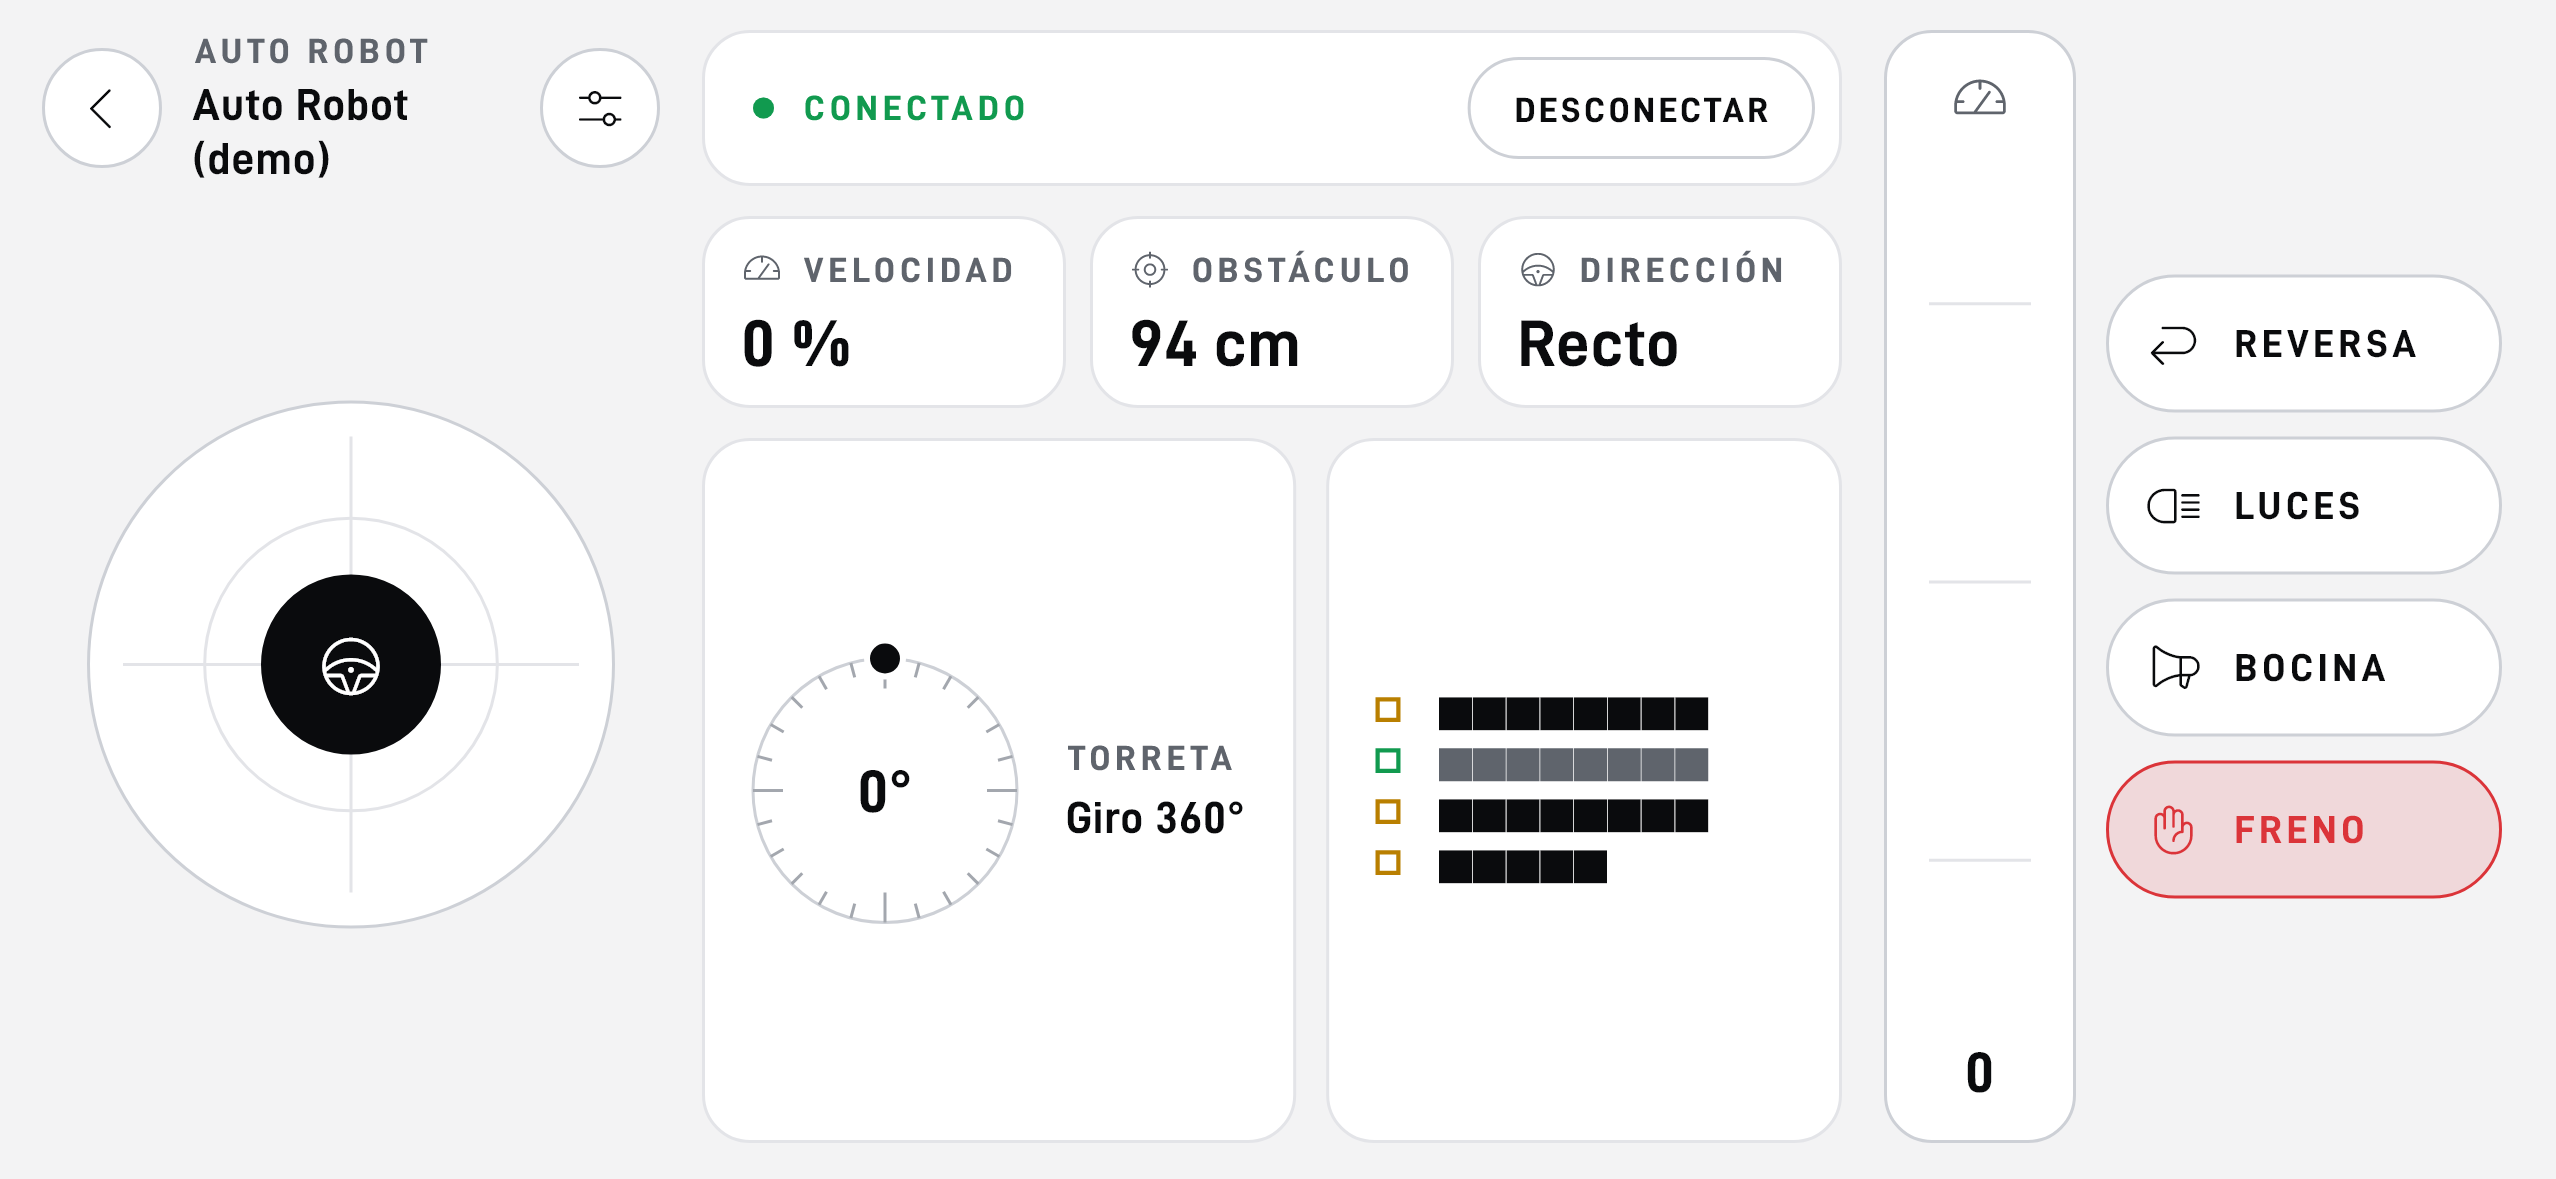 AUTO ROBOT
Auto Robot
(demo)
CONECTADO
DESCONECTAR
VELOCIDAD
0 %
OBSTÁCULO
94 cm
DIRECCIÓN
Recto
0°
TORRETA
Giro 360°
0
REVERSA
LUCES
BOCINA
FRENO